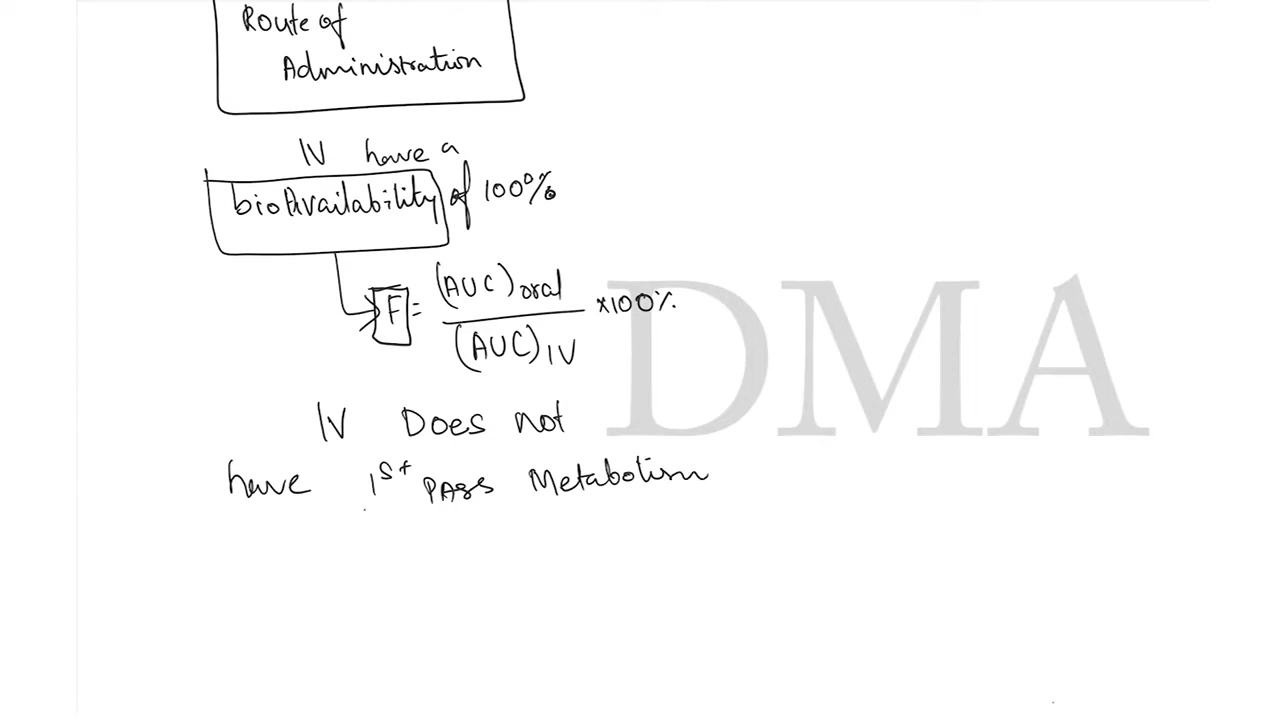 Route of
Administration
IV have a
bioAvailability of 100%
F = (AUC)oral / (AUC)IV ×100%
IV Does not
have 1st PAss Metabolism
DMA